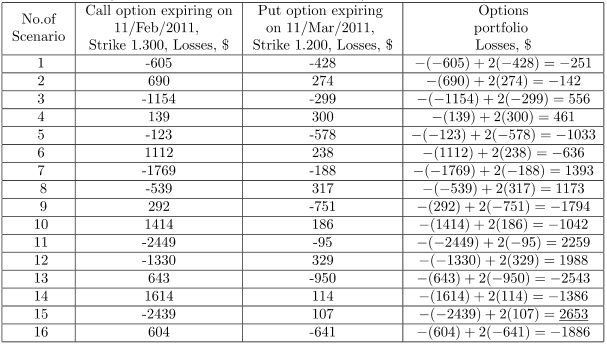 No.of Scenario | Call option expiring on 11/Feb/2011, Strike 1.300, Losses, $ | Put option expiring on 11/Mar/2011, Strike 1.200, Losses, $ | Options portfolio Losses, $
1 | -605 | -428 | −(−605) + 2(−428) = −251
2 | 690 | 274 | −(690) + 2(274) = −142
3 | -1154 | -299 | −(−1154) + 2(−299) = 556
4 | 139 | 300 | −(139) + 2(300) = 461
5 | -123 | -578 | −(−123) + 2(−578) = −1033
6 | 1112 | 238 | −(1112) + 2(238) = −636
7 | -1769 | -188 | −(−1769) + 2(−188) = 1393
8 | -539 | 317 | −(−539) + 2(317) = 1173
9 | 292 | -751 | −(292) + 2(−751) = −1794
10 | 1414 | 186 | −(1414) + 2(186) = −1042
11 | -2449 | -95 | −(−2449) + 2(−95) = 2259
12 | -1330 | 329 | −(−1330) + 2(329) = 1988
13 | 643 | -950 | −(643) + 2(−950) = −2543
14 | 1614 | 114 | −(1614) + 2(114) = −1386
15 | -2439 | 107 | −(−2439) + 2(107) = 2653
16 | 604 | -641 | −(604) + 2(−641) = −1886